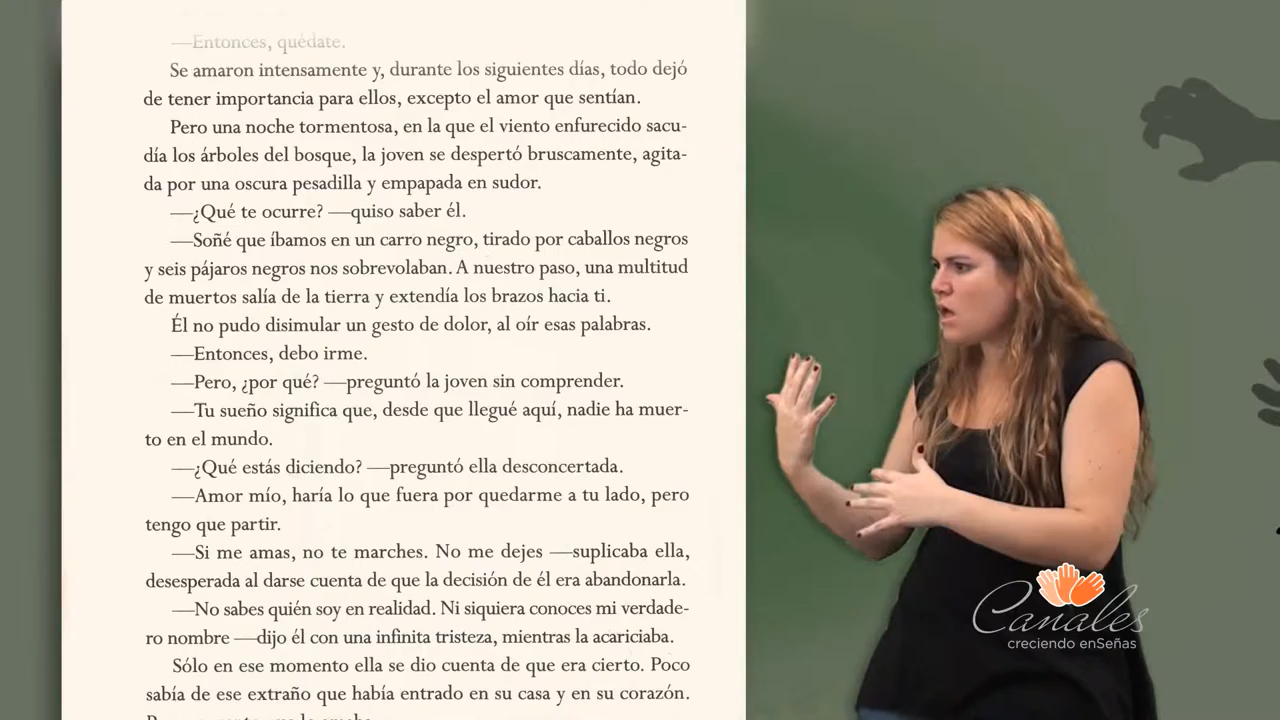 —Entonces, quédate.
Se amaron intensamente y, durante los siguientes días, todo dejó
de tener importancia para ellos, excepto el amor que sentían.
Pero una noche tormentosa, en la que el viento enfurecido sacu-
día los árboles del bosque, la joven se despertó bruscamente, agita-
da por una oscura pesadilla y empapada en sudor.
—¿Qué te ocurre? —quiso saber él.
—Soñé que íbamos en un carro negro, tirado por caballos negros
y seis pájaros negros nos sobrevolaban. A nuestro paso, una multitud
de muertos salía de la tierra y extendía los brazos hacia ti.
Él no pudo disimular un gesto de dolor, al oír esas palabras.
—Entonces, debo irme.
—Pero, ¿por qué? —preguntó la joven sin comprender.
—Tu sueño significa que, desde que llegué aquí, nadie ha muer-
to en el mundo.
—¿Qué estás diciendo? —preguntó ella desconcertada.
—Amor mío, haría lo que fuera por quedarme a tu lado, pero
tengo que partir.
—Si me amas, no te marches. No me dejes —suplicaba ella,
desesperada al darse cuenta de que la decisión de él era abandonarla.
—No sabes quién soy en realidad. Ni siquiera conoces mi verdade-
ro nombre —dijo él con una infinita tristeza, mientras la acariciaba.
Sólo en ese momento ella se dio cuenta de que era cierto. Poco
sabía de ese extraño que había entrado en su casa y en su corazón.
Canales
creciendo enSeñas